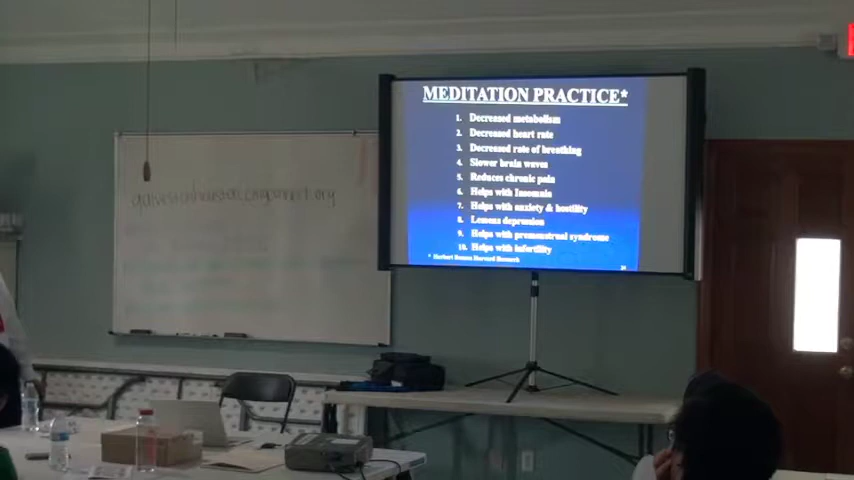 MEDITATION PRACTICE*
1. Decreased metabolism
2. Decreased heart rate
3. Decreased rate of breathing
4. Slower brain waves
5. Reduces chronic pain
6. Helps with Insomnia
7. Helps with anxiety & hostility
8. Lessens depression
9. Helps with premenstrual syndrome
10. Helps with infertility
* Herbert Benson Harvard Research